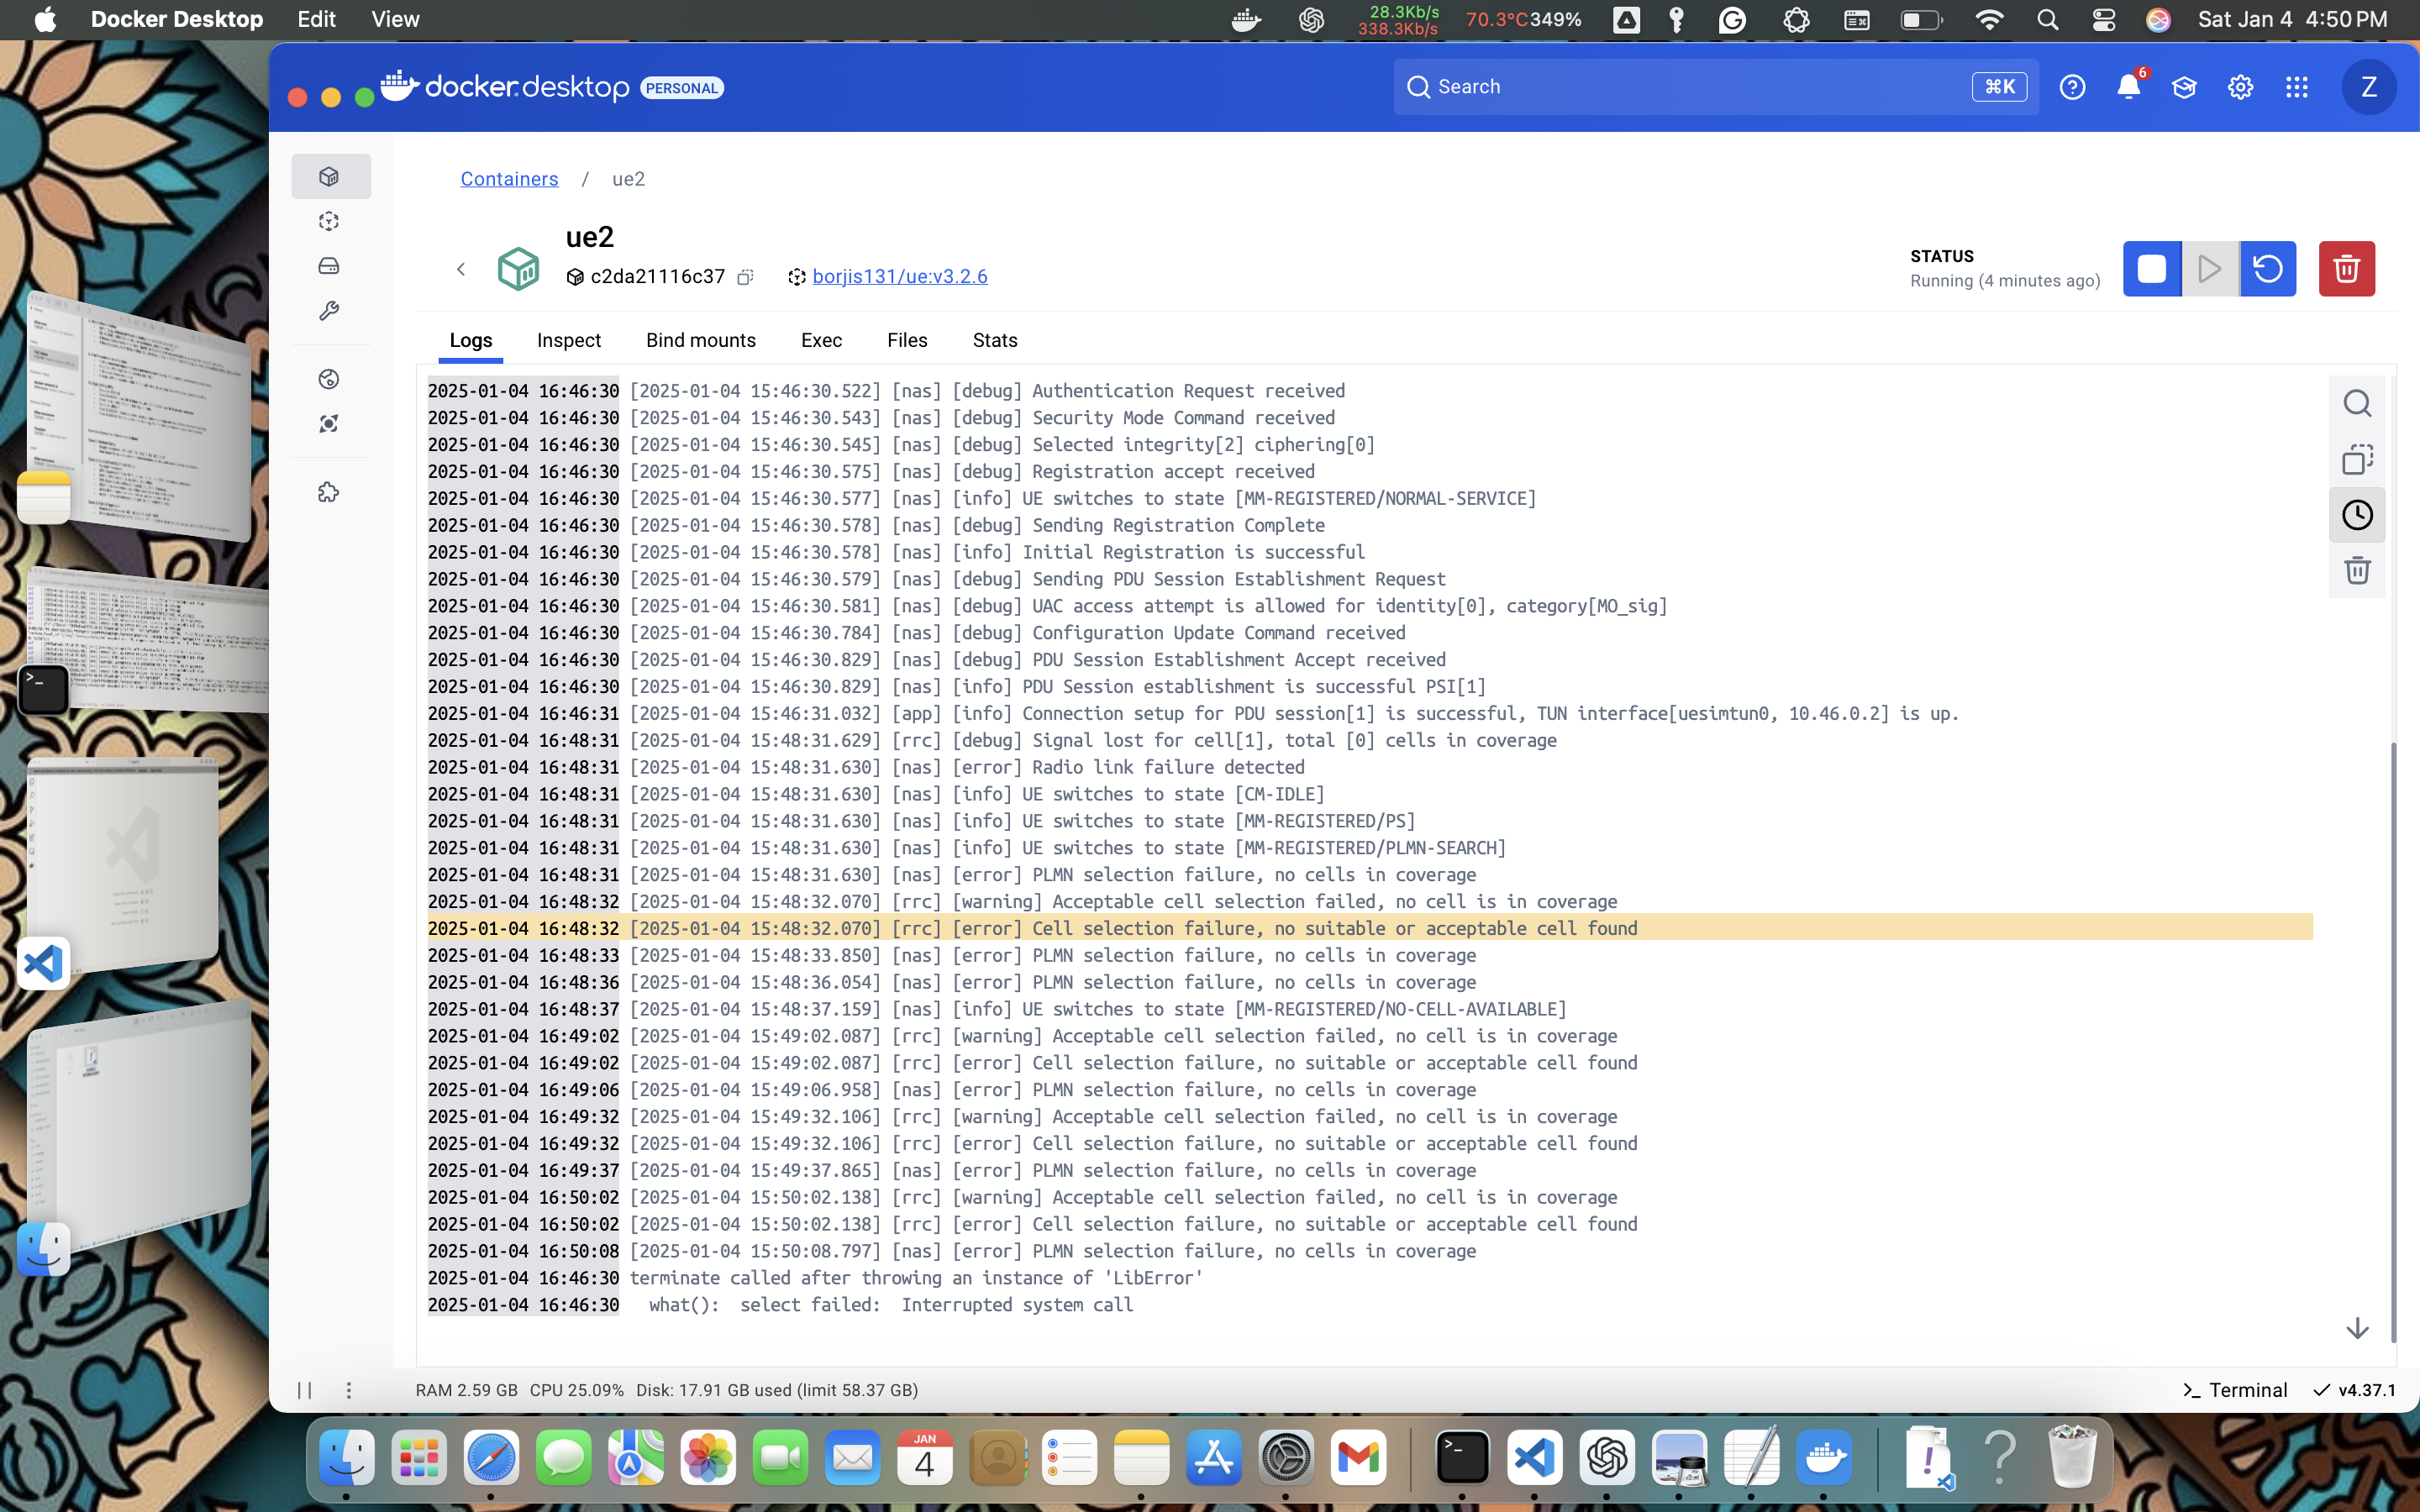 Docker Desktop Edit View 28.3Kb/s 338.3Kb/s 70.3°C 349% Sat Jan 4 4:50 PM
docker.desktop PERSONAL Search ⌘K 6 Z
Containers / ue2
ue2
c2da21116c37 borjis131/ue:v3.2.6
STATUS
Running (4 minutes ago)
Logs Inspect Bind mounts Exec Files Stats
2025-01-04 16:46:30 [2025-01-04 15:46:30.522] [nas] [debug] Authentication Request received
2025-01-04 16:46:30 [2025-01-04 15:46:30.543] [nas] [debug] Security Mode Command received
2025-01-04 16:46:30 [2025-01-04 15:46:30.545] [nas] [debug] Selected integrity[2] ciphering[0]
2025-01-04 16:46:30 [2025-01-04 15:46:30.575] [nas] [debug] Registration accept received
2025-01-04 16:46:30 [2025-01-04 15:46:30.577] [nas] [info] UE switches to state [MM-REGISTERED/NORMAL-SERVICE]
2025-01-04 16:46:30 [2025-01-04 15:46:30.578] [nas] [debug] Sending Registration Complete
2025-01-04 16:46:30 [2025-01-04 15:46:30.578] [nas] [info] Initial Registration is successful
2025-01-04 16:46:30 [2025-01-04 15:46:30.579] [nas] [debug] Sending PDU Session Establishment Request
2025-01-04 16:46:30 [2025-01-04 15:46:30.581] [nas] [debug] UAC access attempt is allowed for identity[0], category[MO_sig]
2025-01-04 16:46:30 [2025-01-04 15:46:30.784] [nas] [debug] Configuration Update Command received
2025-01-04 16:46:30 [2025-01-04 15:46:30.829] [nas] [debug] PDU Session Establishment Accept received
2025-01-04 16:46:30 [2025-01-04 15:46:30.829] [nas] [info] PDU Session establishment is successful PSI[1]
2025-01-04 16:46:31 [2025-01-04 15:46:31.032] [app] [info] Connection setup for PDU session[1] is successful, TUN interface[uesimtun0, 10.46.0.2] is up.
2025-01-04 16:48:31 [2025-01-04 15:48:31.629] [rrc] [debug] Signal lost for cell[1], total [0] cells in coverage
2025-01-04 16:48:31 [2025-01-04 15:48:31.630] [nas] [error] Radio link failure detected
2025-01-04 16:48:31 [2025-01-04 15:48:31.630] [nas] [info] UE switches to state [CM-IDLE]
2025-01-04 16:48:31 [2025-01-04 15:48:31.630] [nas] [info] UE switches to state [MM-REGISTERED/PS]
2025-01-04 16:48:31 [2025-01-04 15:48:31.630] [nas] [info] UE switches to state [MM-REGISTERED/PLMN-SEARCH]
2025-01-04 16:48:31 [2025-01-04 15:48:31.630] [nas] [error] PLMN selection failure, no cells in coverage
2025-01-04 16:48:32 [2025-01-04 15:48:32.070] [rrc] [warning] Acceptable cell selection failed, no cell is in coverage
2025-01-04 16:48:32 [2025-01-04 15:48:32.070] [rrc] [error] Cell selection failure, no suitable or acceptable cell found
2025-01-04 16:48:33 [2025-01-04 15:48:33.850] [nas] [error] PLMN selection failure, no cells in coverage
2025-01-04 16:48:36 [2025-01-04 15:48:36.054] [nas] [error] PLMN selection failure, no cells in coverage
2025-01-04 16:48:37 [2025-01-04 15:48:37.159] [nas] [info] UE switches to state [MM-REGISTERED/NO-CELL-AVAILABLE]
2025-01-04 16:49:02 [2025-01-04 15:49:02.087] [rrc] [warning] Acceptable cell selection failed, no cell is in coverage
2025-01-04 16:49:02 [2025-01-04 15:49:02.087] [rrc] [error] Cell selection failure, no suitable or acceptable cell found
2025-01-04 16:49:06 [2025-01-04 15:49:06.958] [nas] [error] PLMN selection failure, no cells in coverage
2025-01-04 16:49:32 [2025-01-04 15:49:32.106] [rrc] [warning] Acceptable cell selection failed, no cell is in coverage
2025-01-04 16:49:32 [2025-01-04 15:49:32.106] [rrc] [error] Cell selection failure, no suitable or acceptable cell found
2025-01-04 16:49:37 [2025-01-04 15:49:37.865] [nas] [error] PLMN selection failure, no cells in coverage
2025-01-04 16:50:02 [2025-01-04 15:50:02.138] [rrc] [warning] Acceptable cell selection failed, no cell is in coverage
2025-01-04 16:50:02 [2025-01-04 15:50:02.138] [rrc] [error] Cell selection failure, no suitable or acceptable cell found
2025-01-04 16:50:08 [2025-01-04 15:50:08.797] [nas] [error] PLMN selection failure, no cells in coverage
2025-01-04 16:46:30 terminate called after throwing an instance of 'LibError'
2025-01-04 16:46:30 what(): select failed: Interrupted system call
RAM 2.59 GB CPU 25.09% Disk: 17.91 GB used (limit 58.37 GB) >_ Terminal v4.37.1
JAN
4